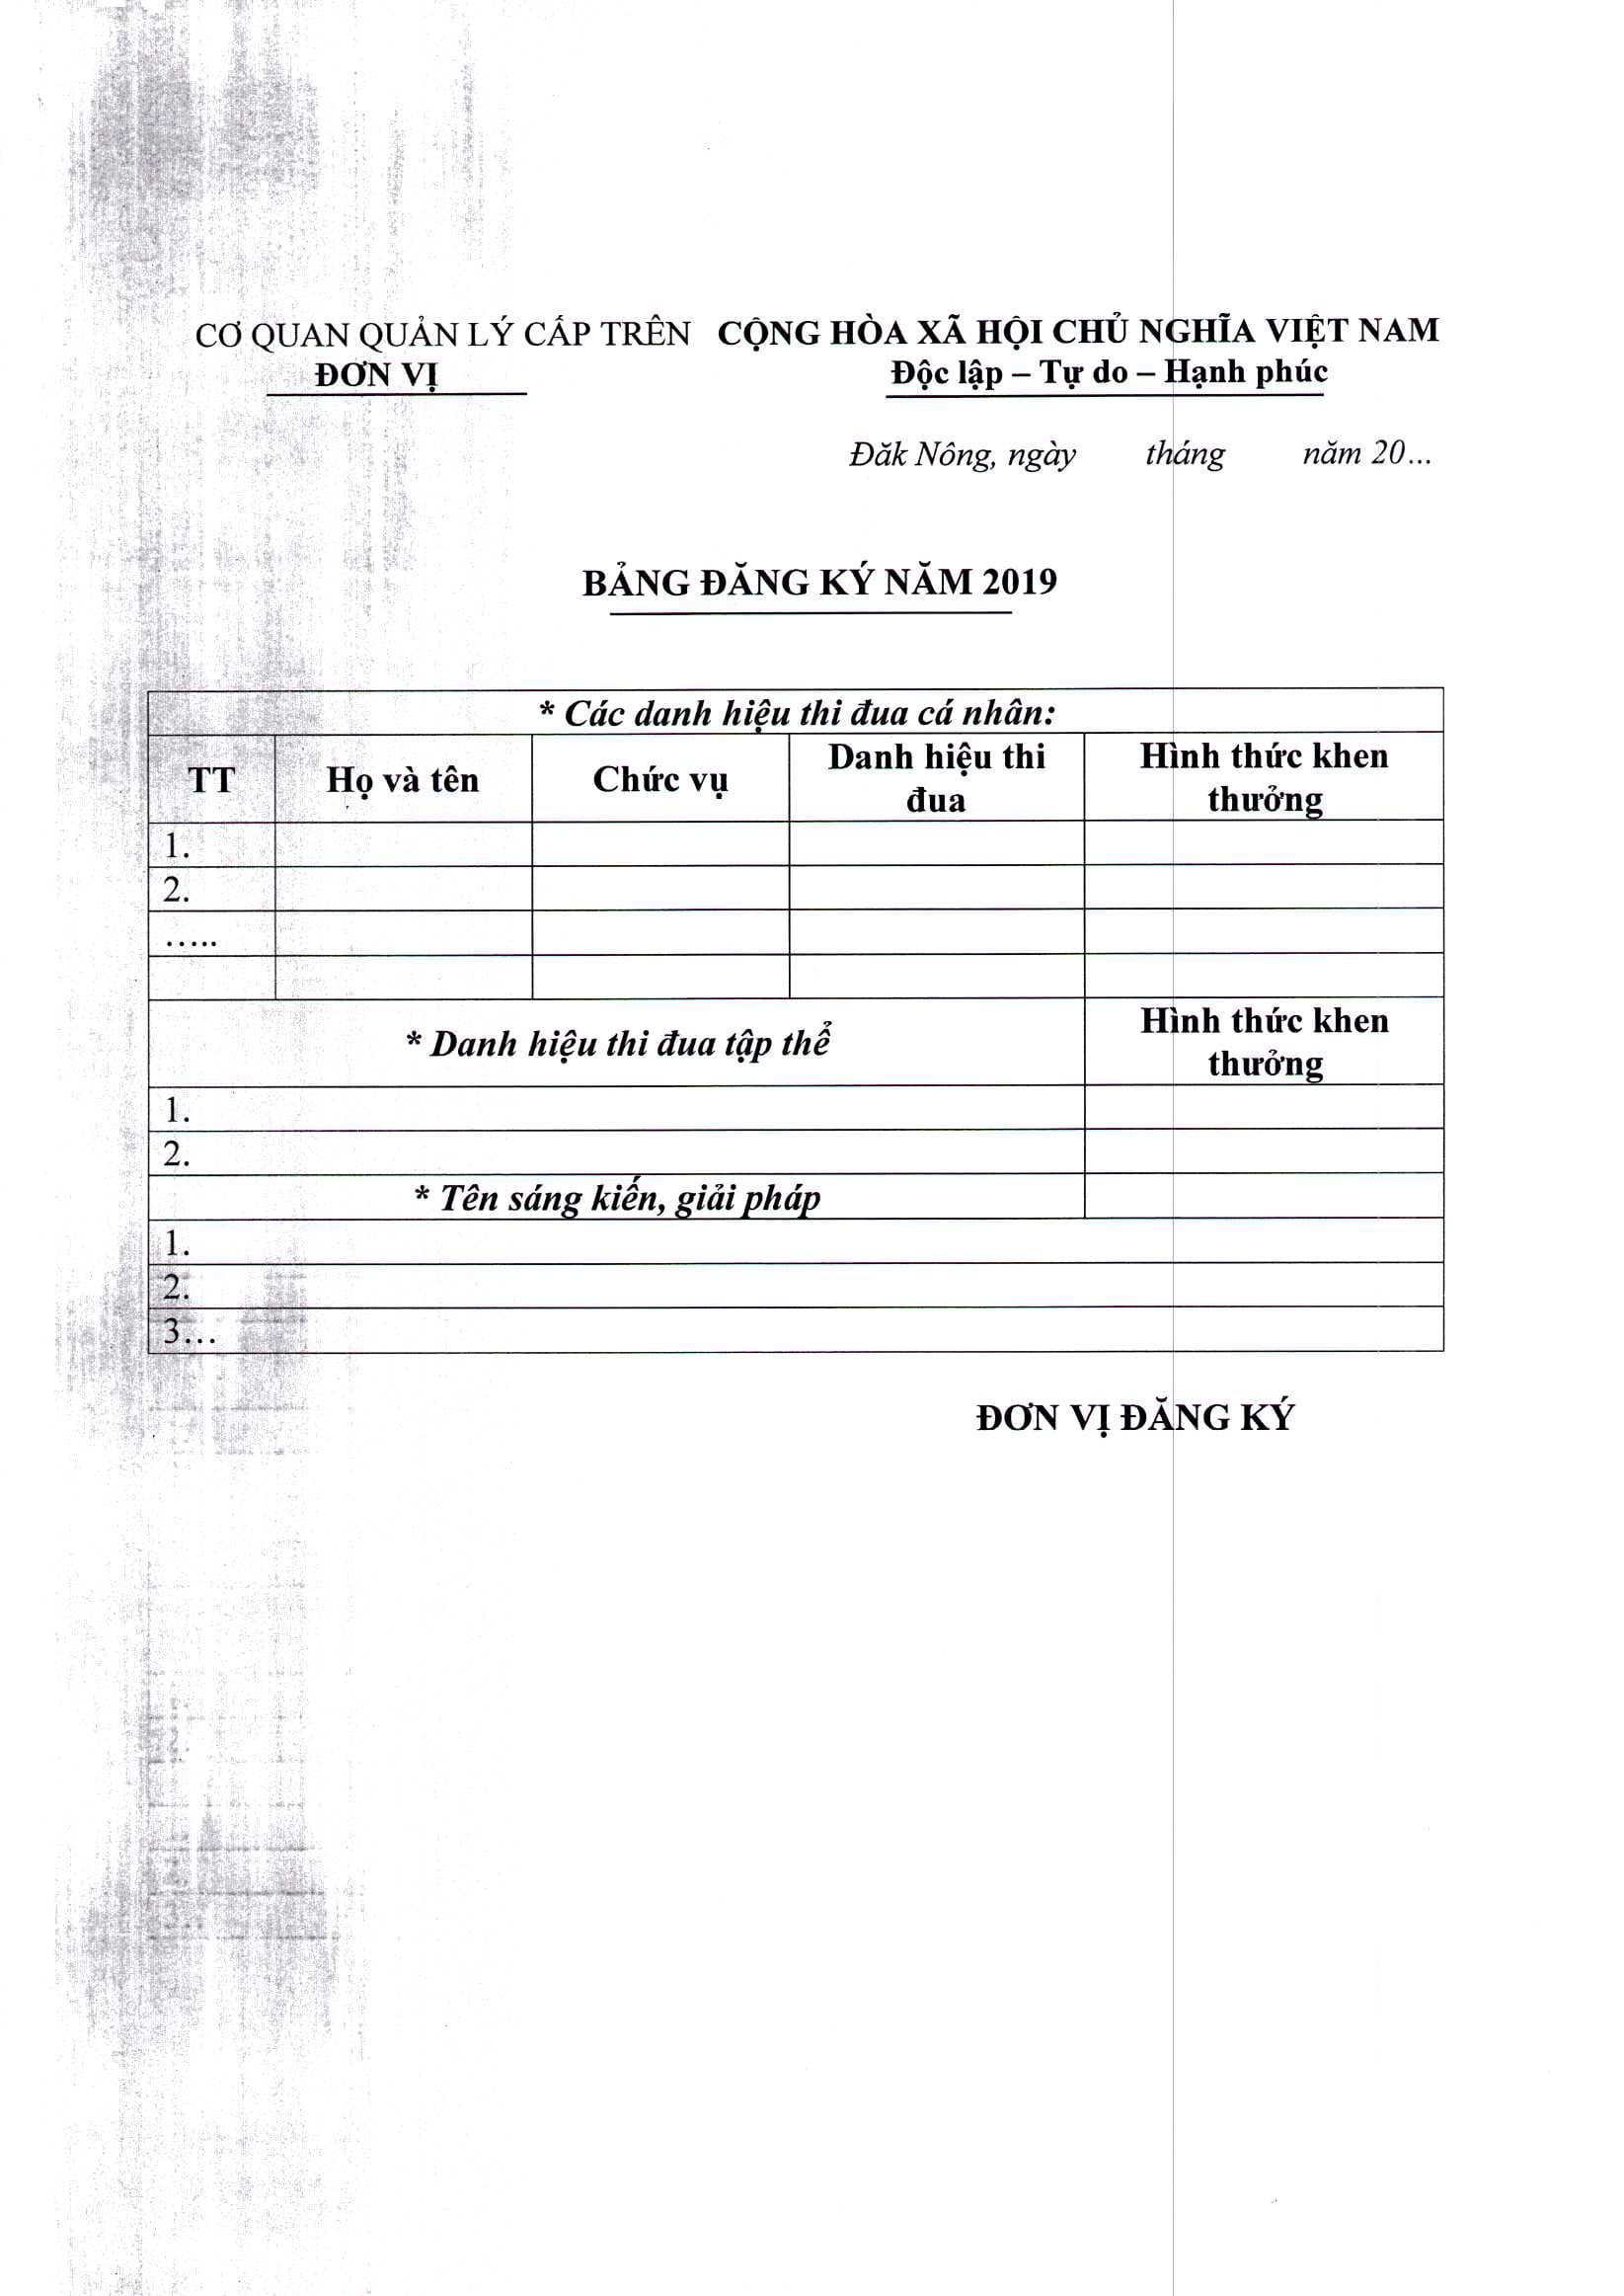 CƠ QUAN QUẢN LÝ CẤP TRÊN
ĐƠN VỊ
CỘNG HÒA XÃ HỘI CHỦ NGHĨA VIỆT NAM
Độc lập – Tự do – Hạnh phúc
Đăk Nông, ngày tháng năm 20...
BẢNG ĐĂNG KÝ NĂM 2019
* Các danh hiệu thi đua cá nhân:
TT Họ và tên Chức vụ Danh hiệu thi đua Hình thức khen thưởng
1.
2.
.....
* Danh hiệu thi đua tập thể Hình thức khen thưởng
1.
2.
* Tên sáng kiến, giải pháp
1.
2.
3...
ĐƠN VỊ ĐĂNG KÝ